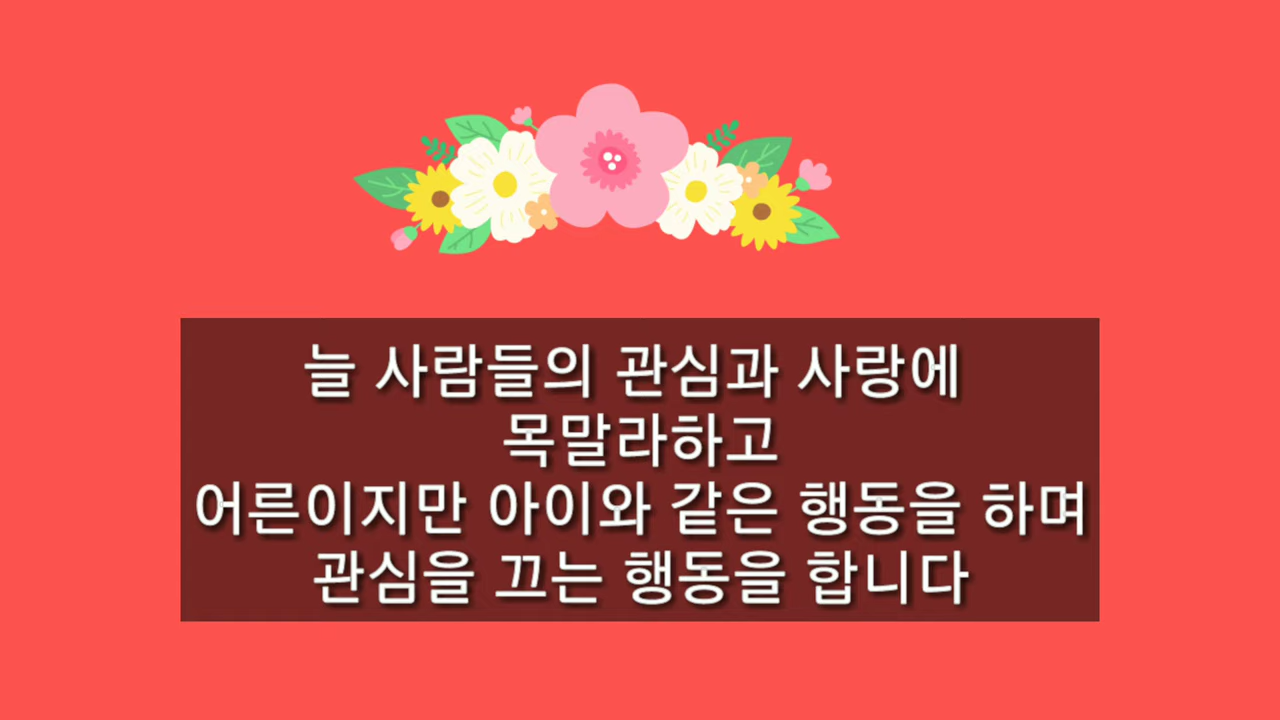 늘 사람들의 관심과 사랑에
목말라하고
어른이지만 아이와 같은 행동을 하며
관심을 끄는 행동을 합니다